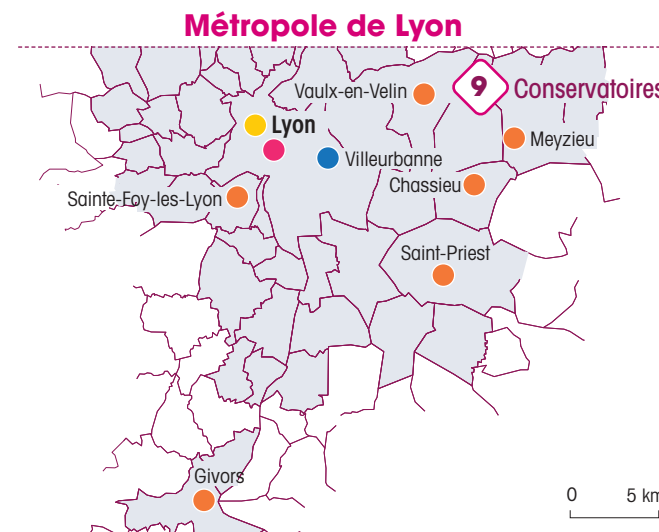 Métropole de Lyon
Vaulx-en-Velin
9 Conservatoires
Lyon
Meyzieu
Villeurbanne
Chassieu
Sainte-Foy-les-Lyon
Saint-Priest
Givors
0 5 km